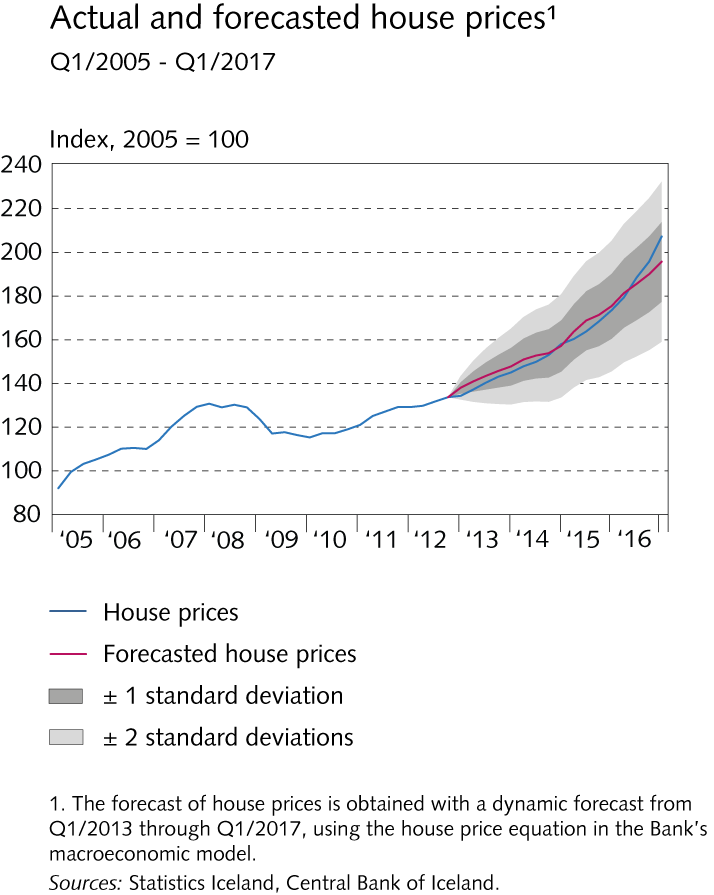 Actual and forecasted house prices¹
Q1/2005 - Q1/2017
Index, 2005 = 100
240
220
200
180
160
140
120
100
80
‘05 ‘06 ‘07 ‘08 ‘09 ‘10 ‘11 ‘12 ‘13 ‘14 ‘15 ‘16
House prices
Forecasted house prices
± 1 standard deviation
± 2 standard deviations
1. The forecast of house prices is obtained with a dynamic forecast from
Q1/2013 through Q1/2017, using the house price equation in the Bank’s
macroeconomic model.
Sources: Statistics Iceland, Central Bank of Iceland.